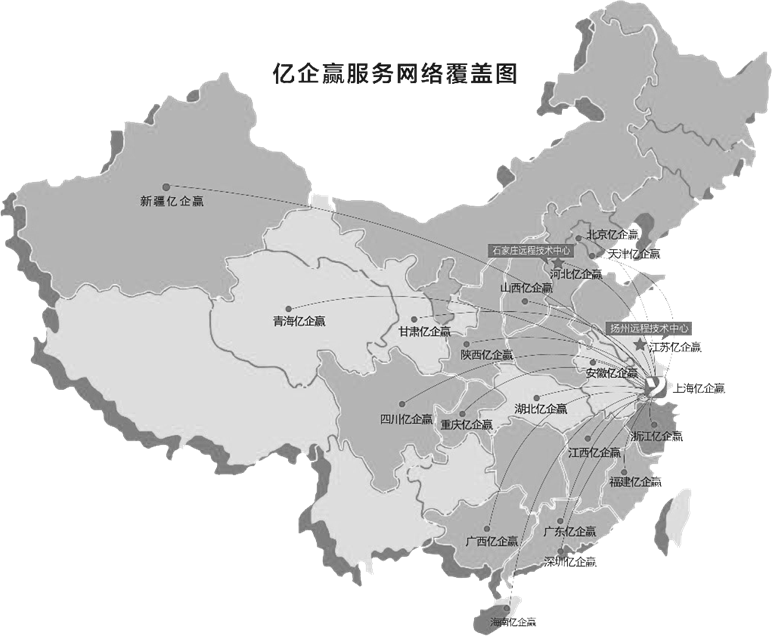 亿企赢服务网络覆盖图
新疆亿企赢
北京亿企赢
石家庄远程技术中心
天津亿企赢
河北亿企赢
山西亿企赢
青海亿企赢
甘肃亿企赢
扬州远程技术中心
江苏亿企赢
陕西亿企赢
安徽亿企赢
上海亿企赢
四川亿企赢
重庆亿企赢
湖北亿企赢
浙江亿企赢
江西亿企赢
福建亿企赢
广西亿企赢
广东亿企赢
深圳亿企赢
海南亿企赢